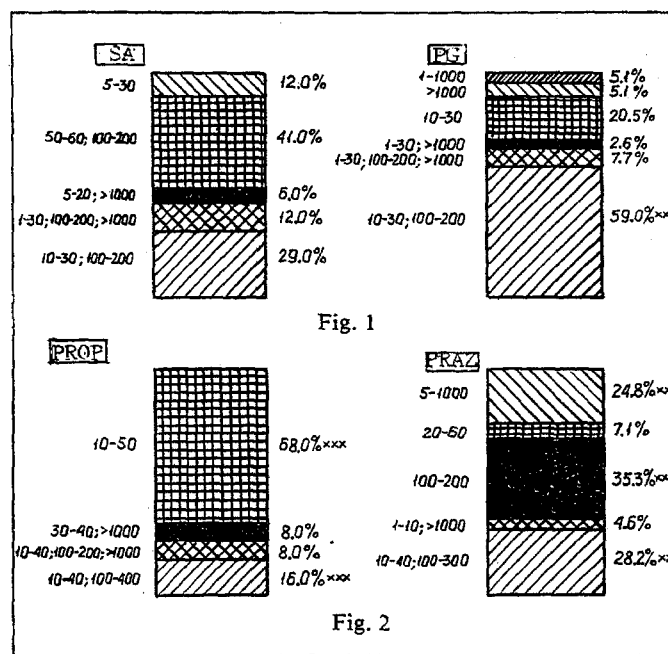 SA
5-30 12.0%
50-60; 100-200 41.0%
5-20; >1000 6.0%
1-30; 100-200; >1000 12.0%
10-30; 100-200 29.0%
PG
1-1000 5.1%
>1000 5.1%
10-30 20.5%
1-30; >1000 2.6%
1-30; 100-200; >1000 7.7%
10-30; 100-200 59.0%xx
Fig. 1
PROP
10-50 68.0%xxx
30-40; >1000 8.0%
10-40; 100-200; >1000 8.0%
10-40; 100-400 16.0%xxx
PRAZ
5-1000 24.8%xx
20-60 7.1%
100-200 35.3%xx
1-10; >1000 4.6%
10-40; 100-300 28.2%xx
Fig. 2